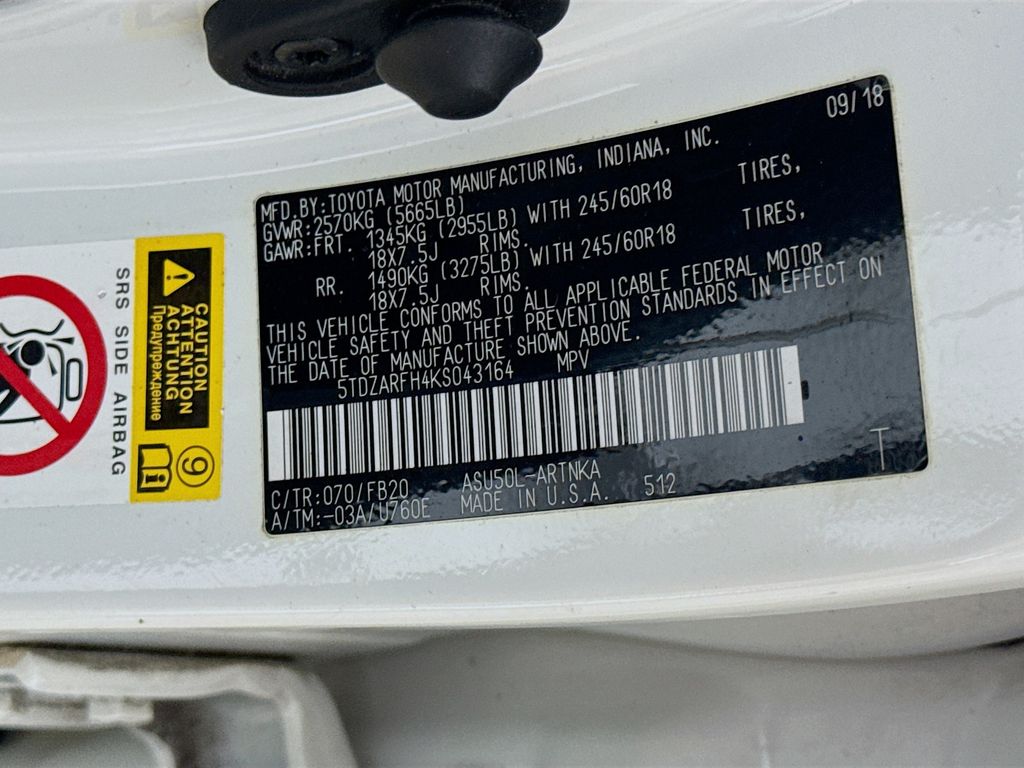 09/18
MFD.BY:TOYOTA MOTOR MANUFACTURING, INDIANA, INC.
GVWR:2570KG (5665LB)
GAWR:FRT. 1345KG (2955LB) WITH 245/60R18 TIRES,
18X7.5J RIMS.
RR. 1490KG (3275LB) WITH 245/60R18 TIRES,
18X7.5J RIMS.
THIS VEHICLE CONFORMS TO ALL APPLICABLE FEDERAL MOTOR
VEHICLE SAFETY AND THEFT PREVENTION STANDARDS IN EFFECT ON
THE DATE OF MANUFACTURE SHOWN ABOVE.
5TDZARFH4KS043164 MPV
C/TR:070/FB20 ASU50L-ARTNKA T
A/TM:-03A/U760E MADE IN U.S.A. 512
CAUTION
ATTENTION
ACHTUNG
Предупреждение
9
SRS SIDE AIRBAG